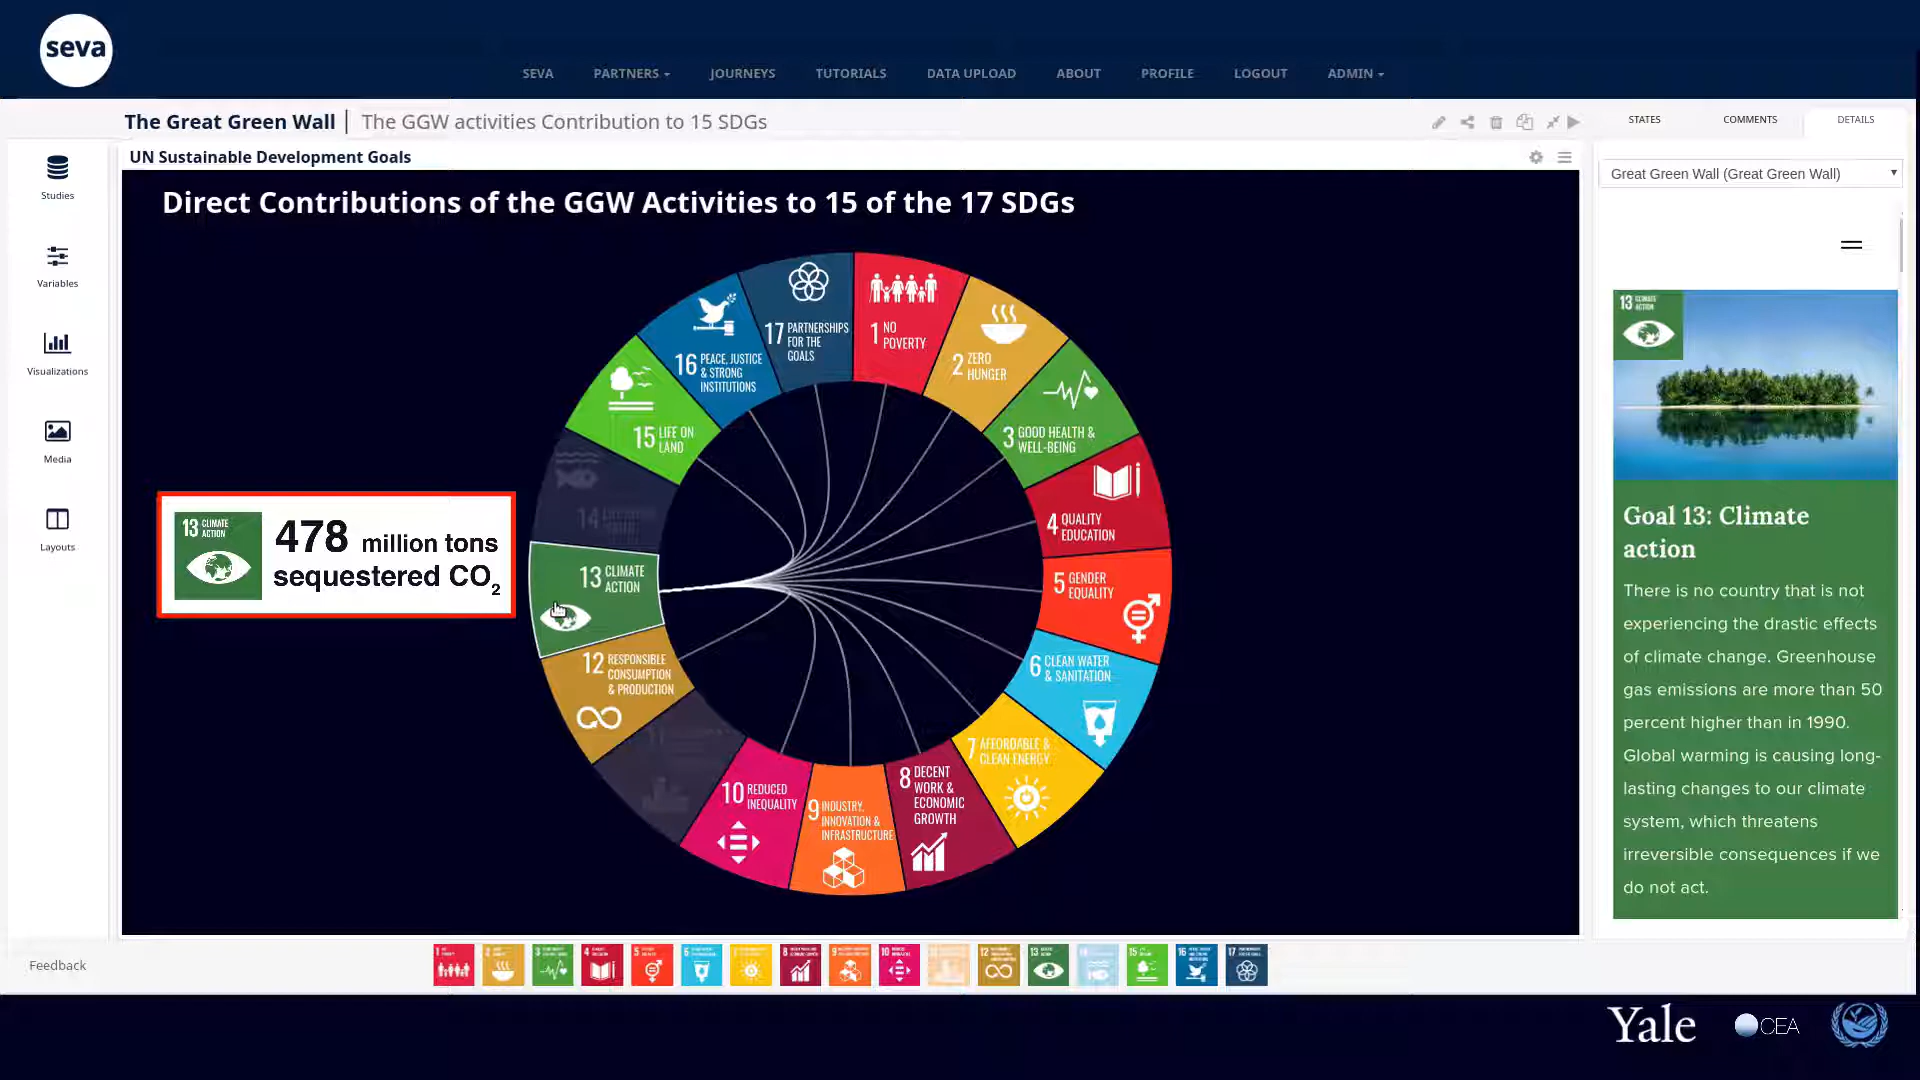 seva
SEVA PARTNERS JOURNEYS TUTORIALS DATA UPLOAD ABOUT PROFILE LOGOUT ADMIN
The Great Green Wall | The GGW activities Contribution to 15 SDGs
STATES COMMENTS DETAILS
UN Sustainable Development Goals
Great Green Wall (Great Green Wall)
Studies
Variables
Visualizations
Media
Layouts
Direct Contributions of the GGW Activities to 15 of the 17 SDGs
1 NO
POVERTY
2 ZERO
HUNGER
3 GOOD HEALTH &
WELL-BEING
4 QUALITY
EDUCATION
5 GENDER
EQUALITY
6 CLEAN WATER
& SANITATION
7 AFFORDABLE &
CLEAN ENERGY
8 DECENT
WORK &
ECONOMIC
GROWTH
9 INDUSTRY,
INNOVATION &
INFRASTRUCTURE
10 REDUCED
INEQUALITY
12 RESPONSIBLE
CONSUMPTION
& PRODUCTION
13 CLIMATE
ACTION
14
15 LIFE ON
LAND
16 PEACE, JUSTICE
& STRONG
INSTITUTIONS
17 PARTNERSHIPS
FOR THE
GOALS
13 CLIMATE
ACTION
478 million tons
sequestered CO2
13 CLIMATE
ACTION
Goal 13: Climate
action
There is no country that is not
experiencing the drastic effects
of climate change. Greenhouse
gas emissions are more than 50
percent higher than in 1990.
Global warming is causing long-
lasting changes to our climate
system, which threatens
irreversible consequences if we
do not act.
Feedback
Yale CEA